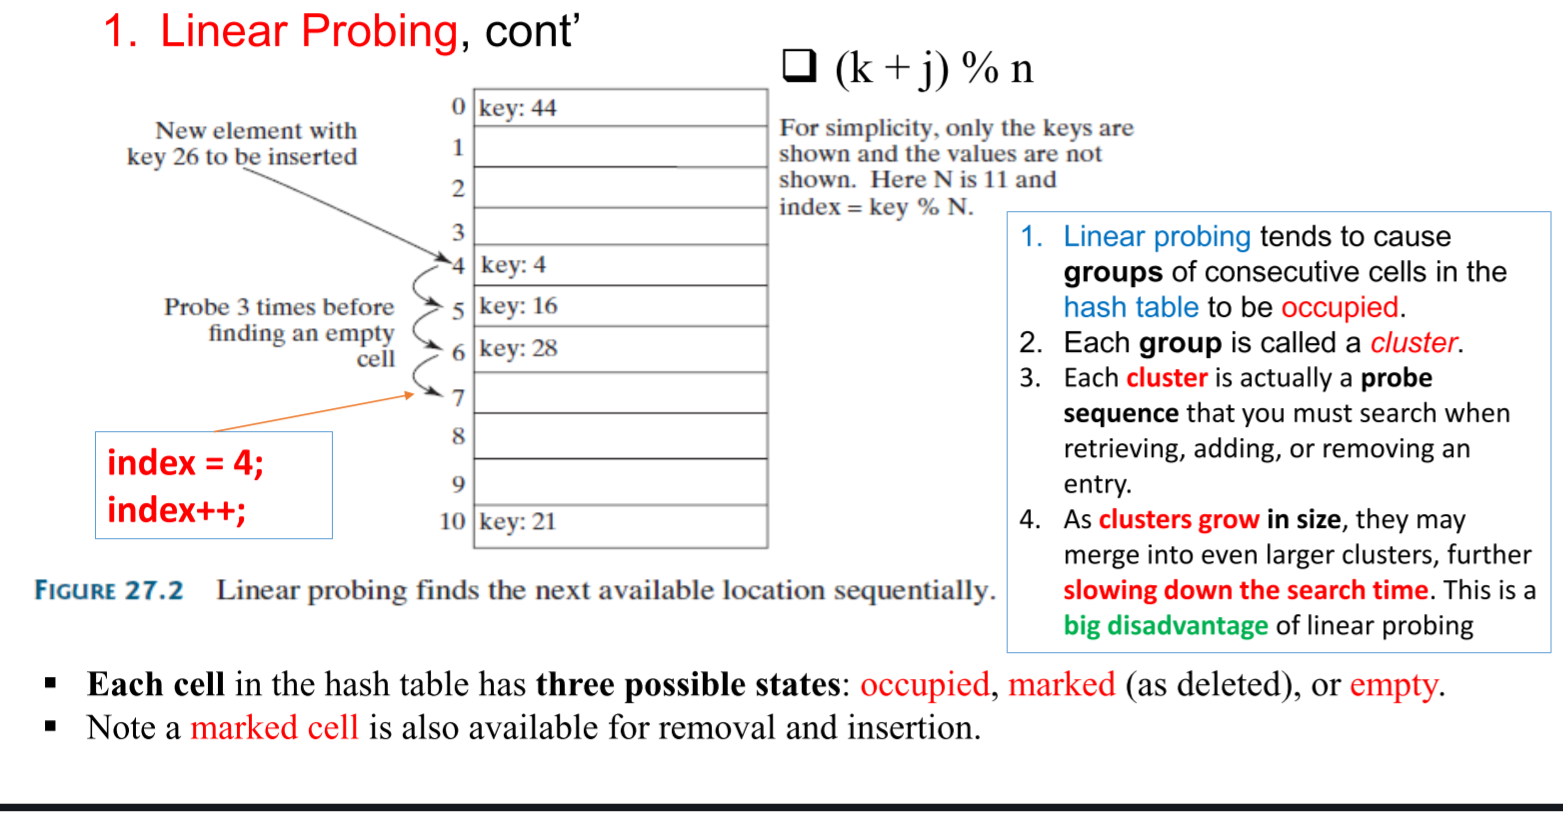 1. Linear Probing, cont’
❑ (k + j) % n
New element with
key 26 to be inserted
0 key: 44
1
2
3
4 key: 4
5 key: 16
6 key: 28
7
8
9
10 key: 21
Probe 3 times before
finding an empty
cell
index = 4;
index++;
For simplicity, only the keys are
shown and the values are not
shown. Here N is 11 and
index = key % N.
1. Linear probing tends to cause
groups of consecutive cells in the
hash table to be occupied.
2. Each group is called a cluster.
3. Each cluster is actually a probe
sequence that you must search when
retrieving, adding, or removing an
entry.
4. As clusters grow in size, they may
merge into even larger clusters, further
slowing down the search time. This is a
big disadvantage of linear probing
FIGURE 27.2 Linear probing finds the next available location sequentially.
▪ Each cell in the hash table has three possible states: occupied, marked (as deleted), or empty.
▪ Note a marked cell is also available for removal and insertion.